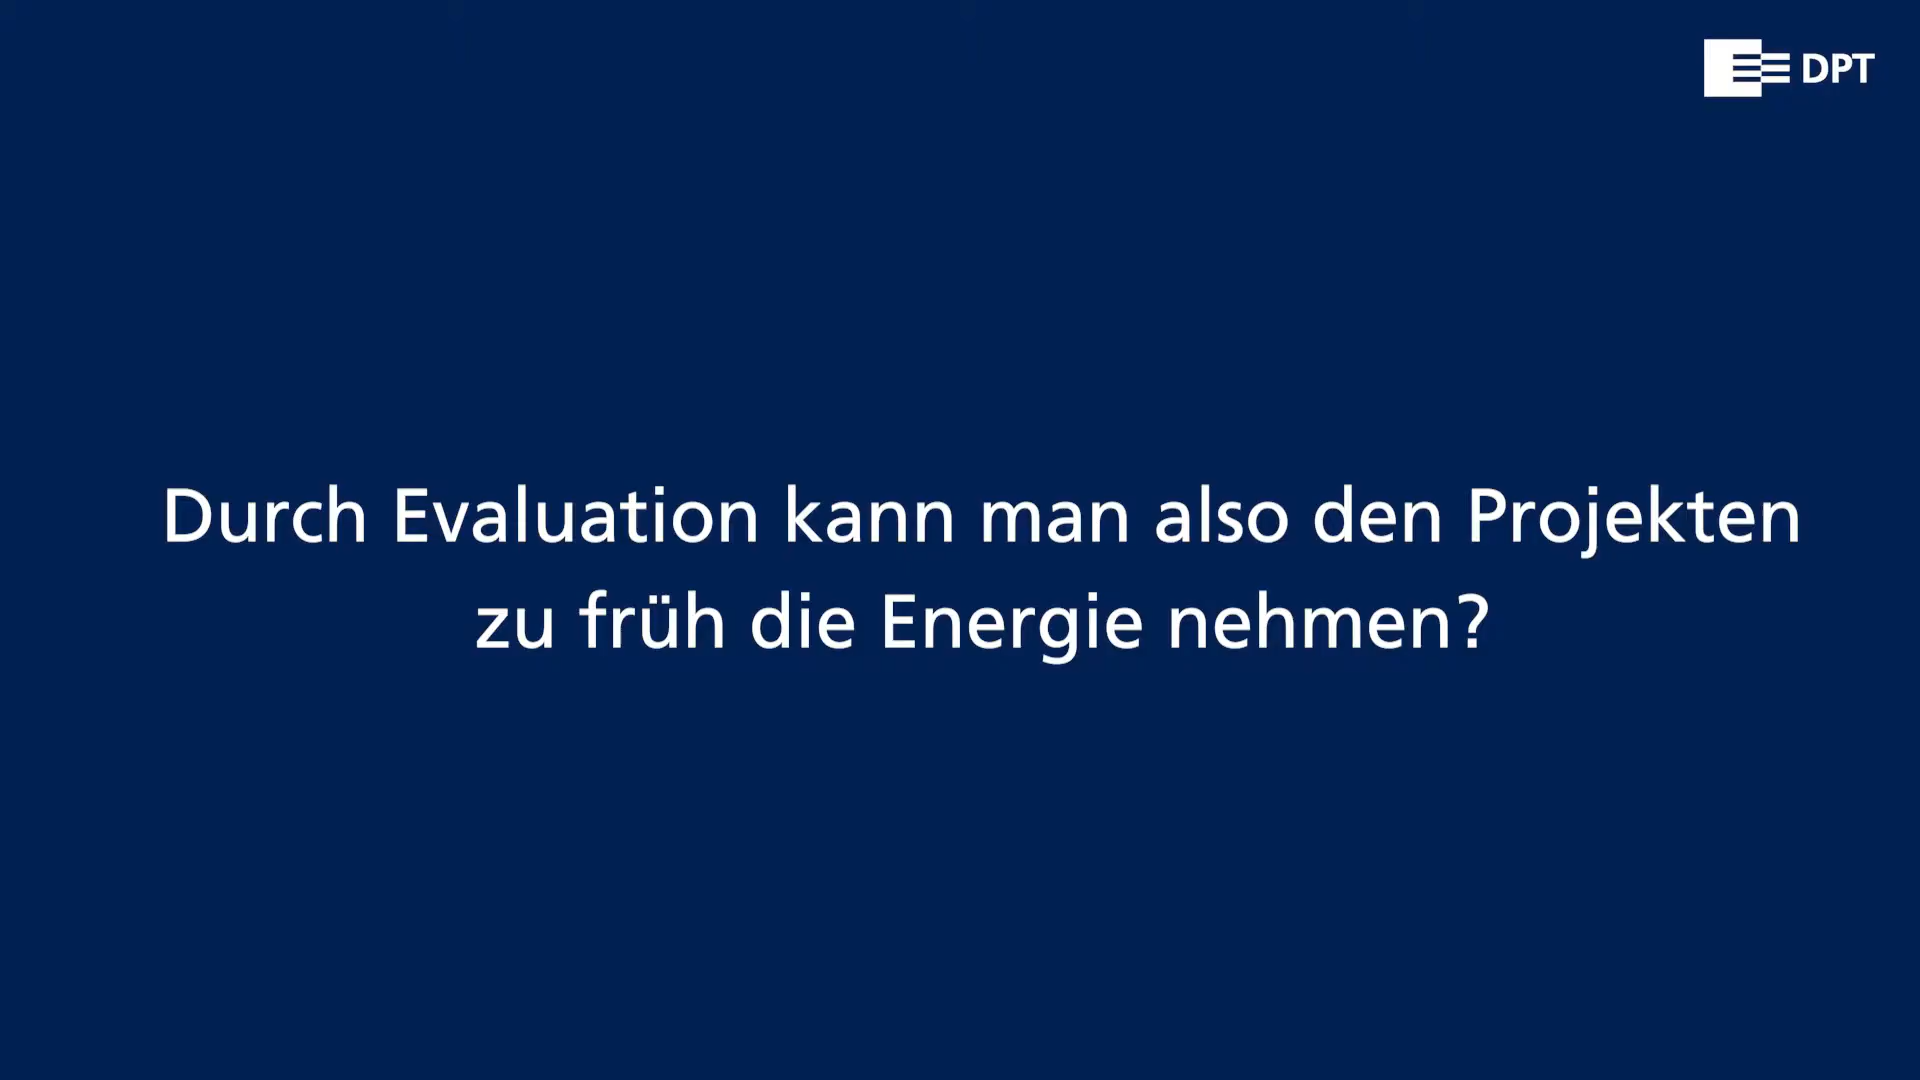 DPT
Durch Evaluation kann man also den Projekten
zu früh die Energie nehmen?